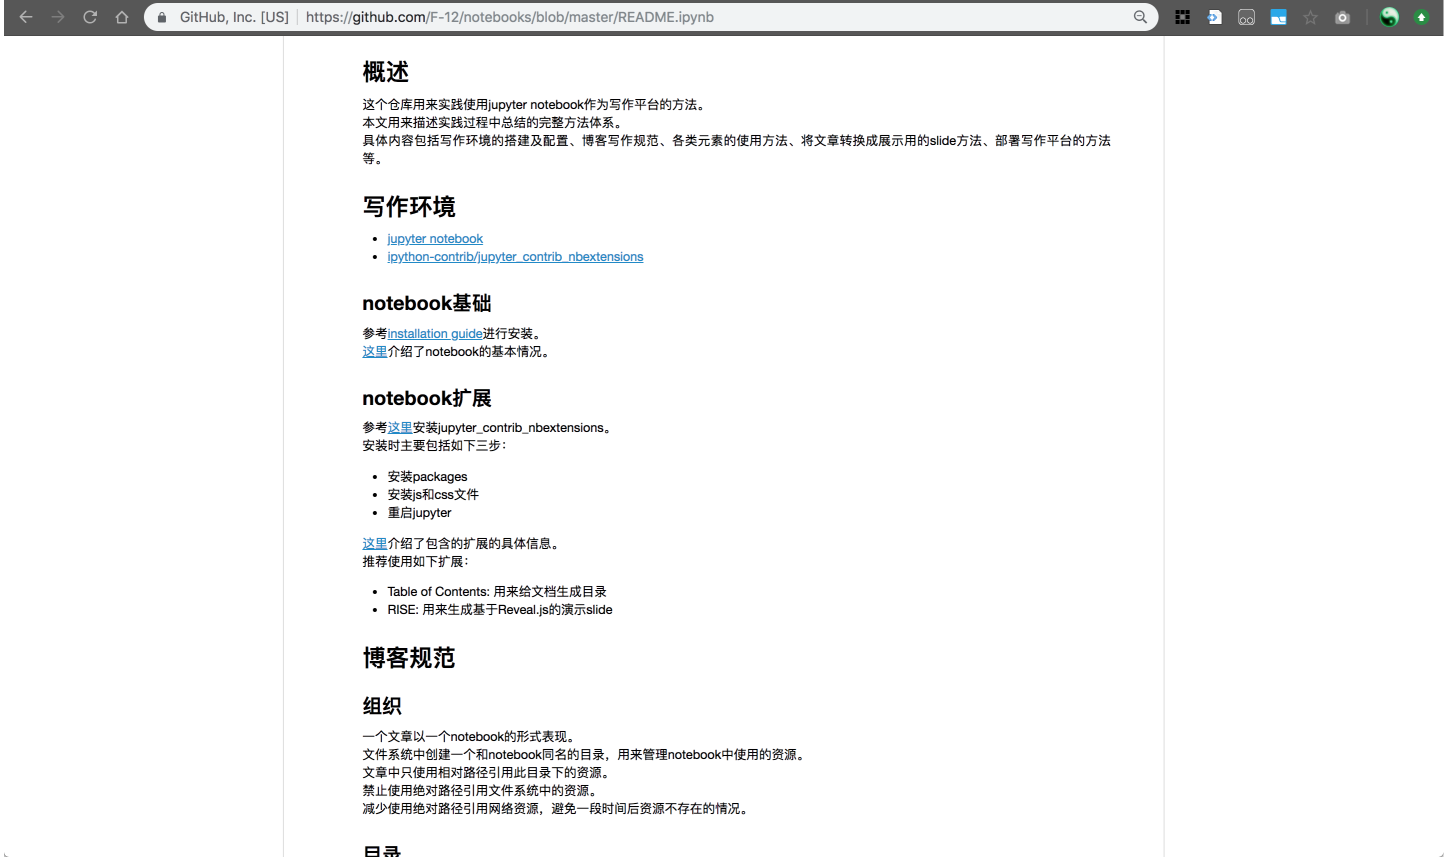 GitHub, Inc. [US] https://github.com/F-12/notebooks/blob/master/README.ipynb
概述
这个仓库用来实践使用jupyter notebook作为写作平台的方法。
本文用来描述实践过程中总结的完整方法体系。
具体内容包括写作环境的搭建及配置、博客写作规范、各类元素的使用方法、将文章转换成展示用的slide方法、部署写作平台的方法
等。
写作环境
• jupyter notebook
• ipython-contrib/jupyter_contrib_nbextensions
notebook基础
参考installation guide进行安装。
这里介绍了notebook的基本情况。
notebook扩展
参考这里安装jupyter_contrib_nbextensions。
安装时主要包括如下三步：
• 安装packages
• 安装js和css文件
• 重启jupyter
这里介绍了包含的扩展的具体信息。
推荐使用如下扩展：
• Table of Contents: 用来给文档生成目录
• RISE: 用来生成基于Reveal.js的演示slide
博客规范
组织
一个文章以一个notebook的形式表现。
文件系统中创建一个和notebook同名的目录，用来管理notebook中使用的资源。
文章中只使用相对路径引用此目录下的资源。
禁止使用绝对路径引用文件系统中的资源。
减少使用绝对路径引用网络资源，避免一段时间后资源不存在的情况。
目录